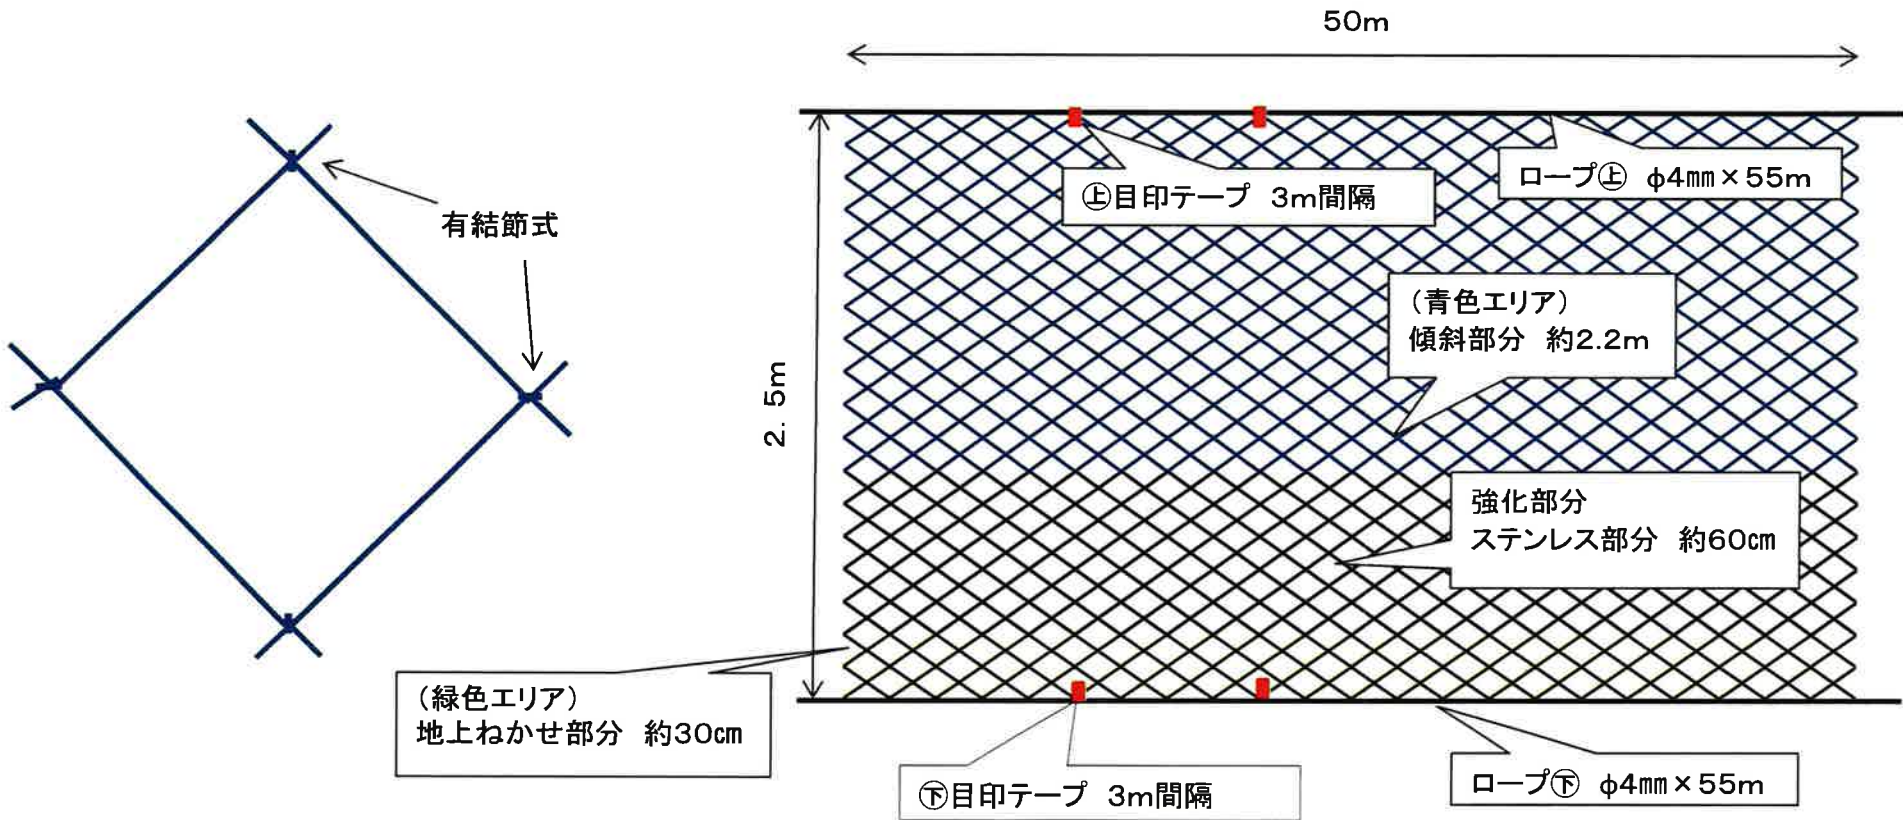 50m
㊤目印テープ 3m間隔
ロープ㊤ φ4㎜×55m
有結節式
(青色エリア)
傾斜部分 約2.2m
2. 5m
強化部分
ステンレス部分 約60㎝
(緑色エリア)
地上ねかせ部分 約30㎝
㊦目印テープ 3m間隔
ロープ㊦ φ4㎜×55m